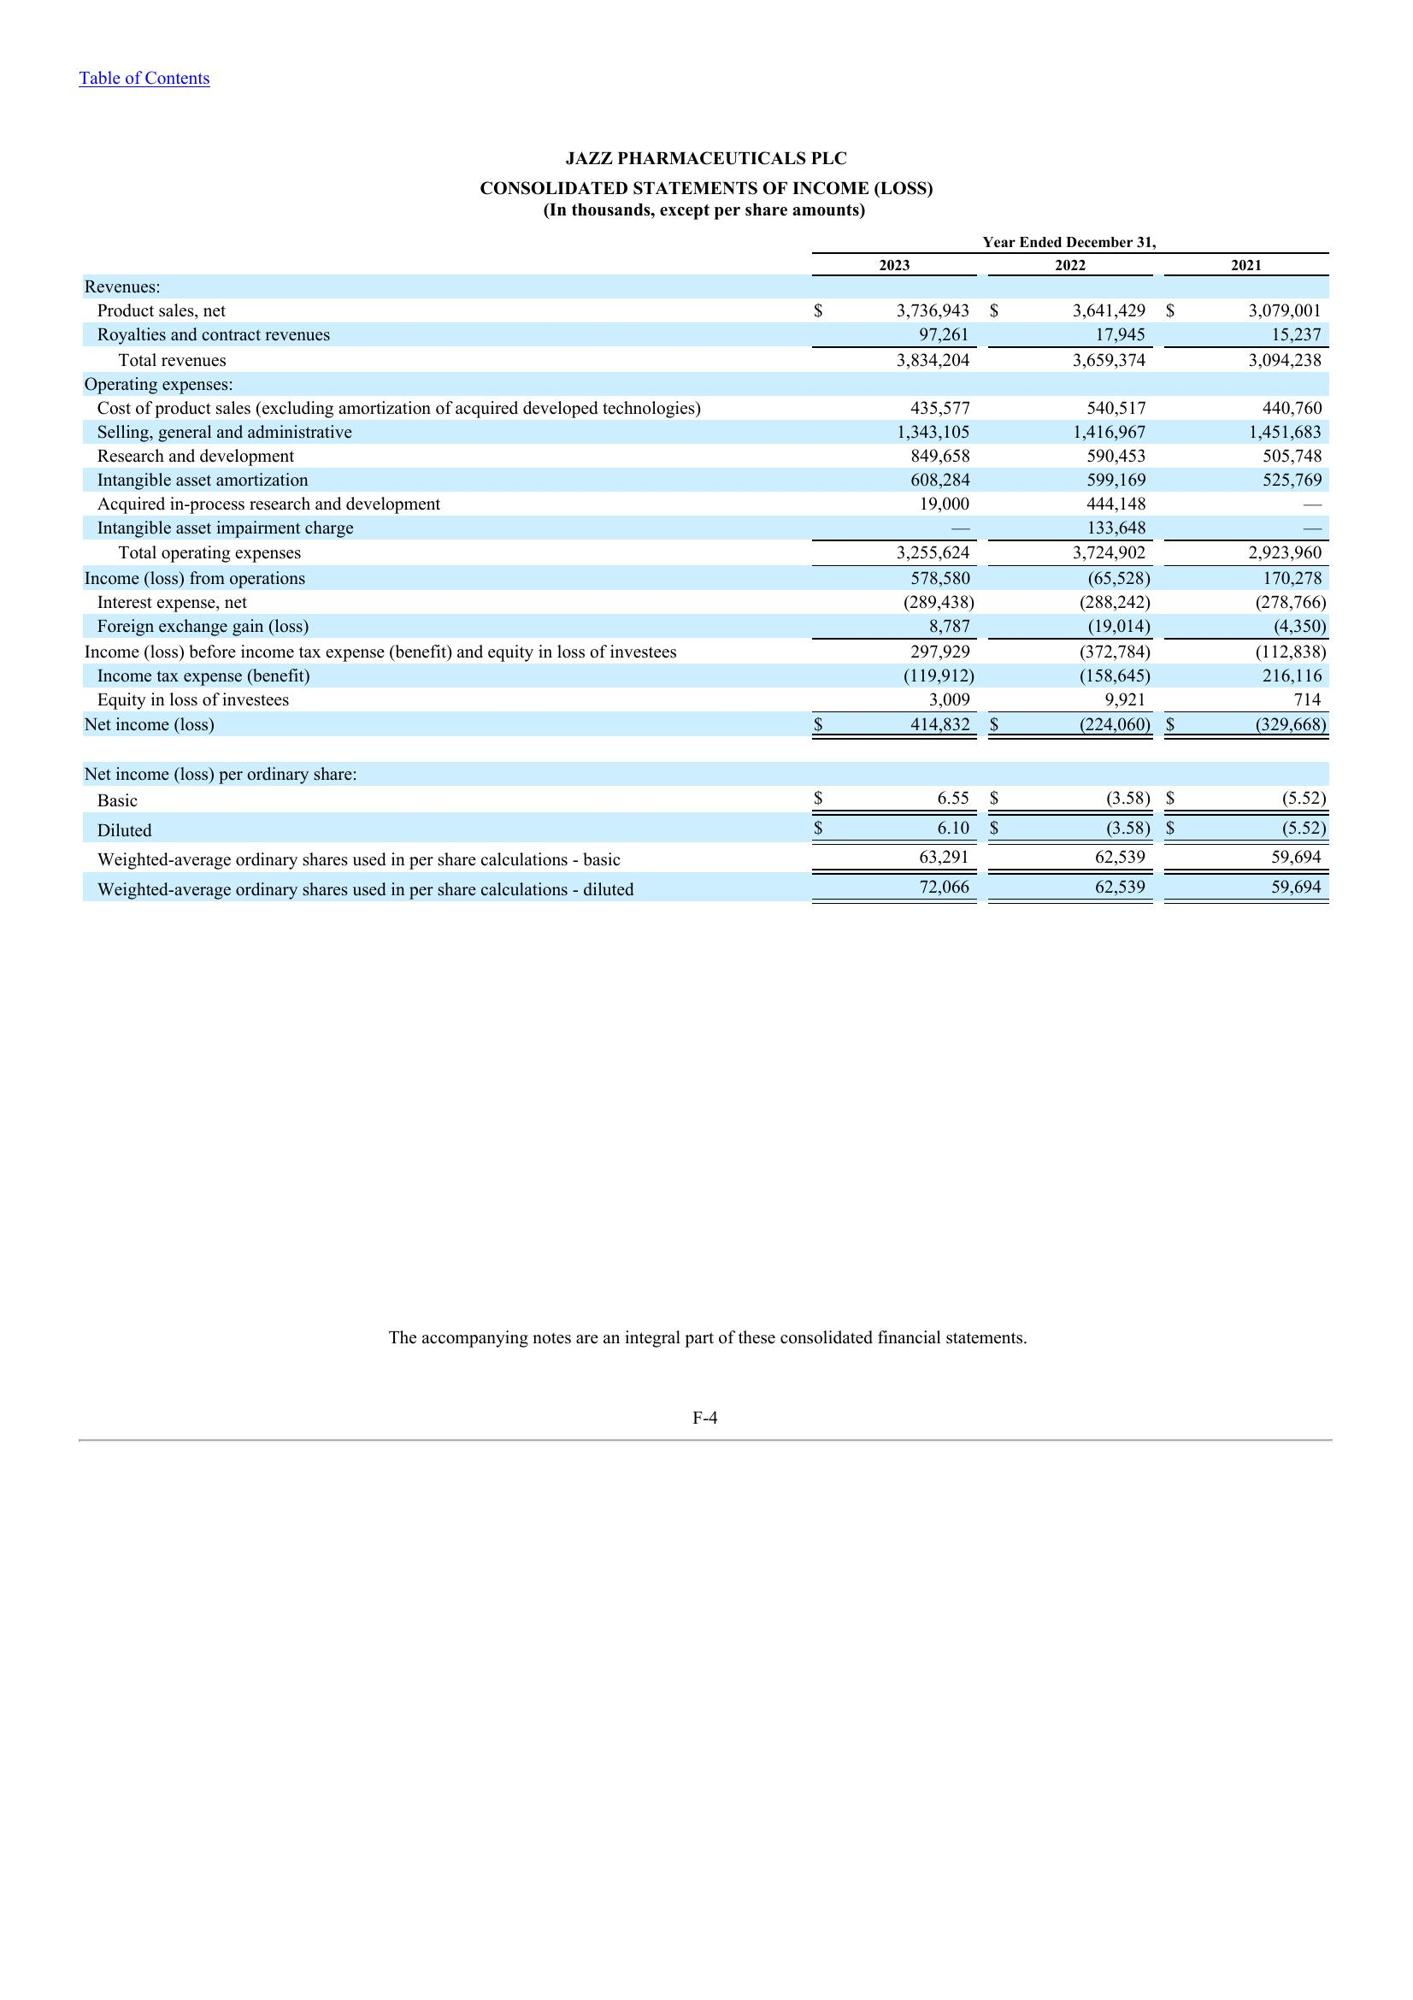 Table of Contents
JAZZ PHARMACEUTICALS PLC
CONSOLIDATED STATEMENTS OF INCOME (LOSS)
(In thousands, except per share amounts)
Year Ended December 31,
2023 2022 2021
Revenues:
Product sales, net $ 3,736,943 $ 3,641,429 $ 3,079,001
Royalties and contract revenues 97,261 17,945 15,237
Total revenues 3,834,204 3,659,374 3,094,238
Operating expenses:
Cost of product sales (excluding amortization of acquired developed technologies) 435,577 540,517 440,760
Selling, general and administrative 1,343,105 1,416,967 1,451,683
Research and development 849,658 590,453 505,748
Intangible asset amortization 608,284 599,169 525,769
Acquired in-process research and development 19,000 444,148 —
Intangible asset impairment charge — 133,648 —
Total operating expenses 3,255,624 3,724,902 2,923,960
Income (loss) from operations 578,580 (65,528) 170,278
Interest expense, net (289,438) (288,242) (278,766)
Foreign exchange gain (loss) 8,787 (19,014) (4,350)
Income (loss) before income tax expense (benefit) and equity in loss of investees 297,929 (372,784) (112,838)
Income tax expense (benefit) (119,912) (158,645) 216,116
Equity in loss of investees 3,009 9,921 714
Net income (loss) $ 414,832 $ (224,060) $ (329,668)
Net income (loss) per ordinary share:
Basic $ 6.55 $ (3.58) $ (5.52)
Diluted $ 6.10 $ (3.58) $ (5.52)
Weighted-average ordinary shares used in per share calculations - basic 63,291 62,539 59,694
Weighted-average ordinary shares used in per share calculations - diluted 72,066 62,539 59,694
The accompanying notes are an integral part of these consolidated financial statements.
F-4